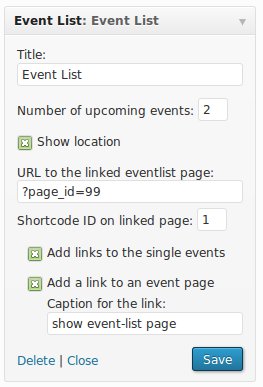 Event List: Event List
Title:
Event List
Number of upcoming events: 2
Show location
URL to the linked eventlist page:
?page_id=99
Shortcode ID on linked page: 1
Add links to the single events
Add a link to an event page
Caption for the link:
show event-list page
Delete | Close Save